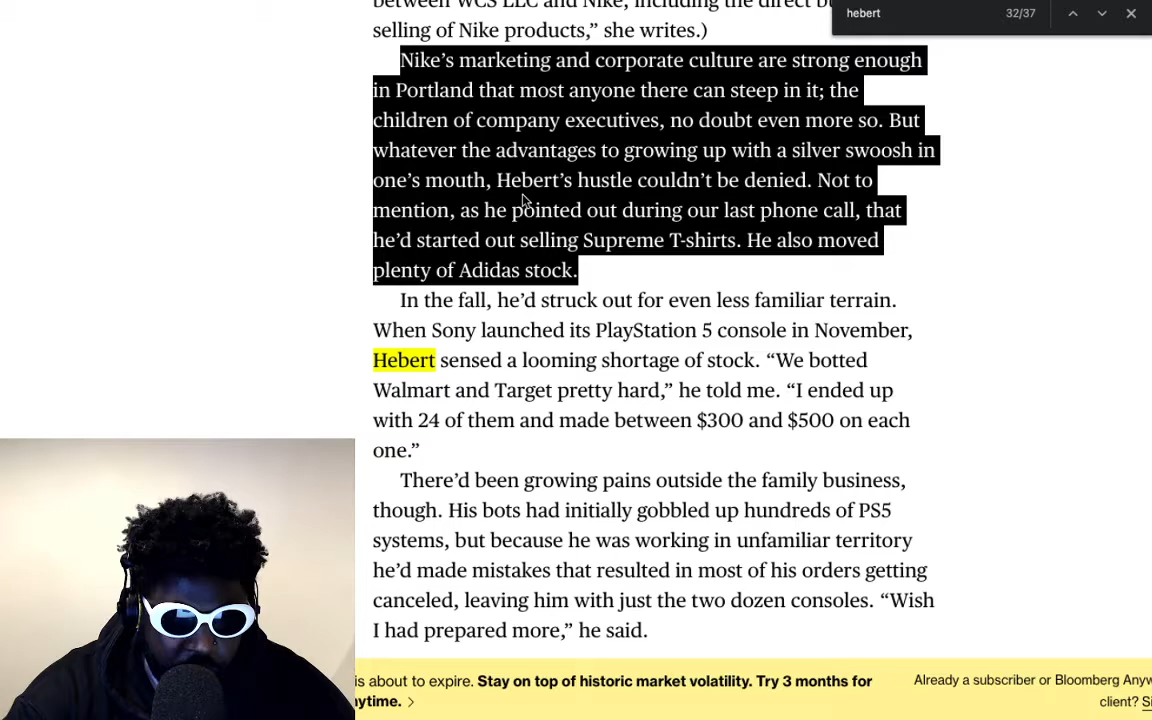 between WCS LLC and Nike, including the direct bu
selling of Nike products,” she writes.)
hebert
32/37
Nike’s marketing and corporate culture are strong enough
in Portland that most anyone there can steep in it; the
children of company executives, no doubt even more so. But
whatever the advantages to growing up with a silver swoosh in
one’s mouth, Hebert’s hustle couldn’t be denied. Not to
mention, as he pointed out during our last phone call, that
he’d started out selling Supreme T-shirts. He also moved
plenty of Adidas stock.
In the fall, he’d struck out for even less familiar terrain.
When Sony launched its PlayStation 5 console in November,
Hebert sensed a looming shortage of stock. “We botted
Walmart and Target pretty hard,” he told me. “I ended up
with 24 of them and made between $300 and $500 on each
one.”
There’d been growing pains outside the family business,
though. His bots had initially gobbled up hundreds of PS5
systems, but because he was working in unfamiliar territory
he’d made mistakes that resulted in most of his orders getting
canceled, leaving him with just the two dozen consoles. “Wish
I had prepared more,” he said.
is about to expire. Stay on top of historic market volatility. Try 3 months for
ytime.
Already a subscriber or Bloomberg Anyw
client? Si